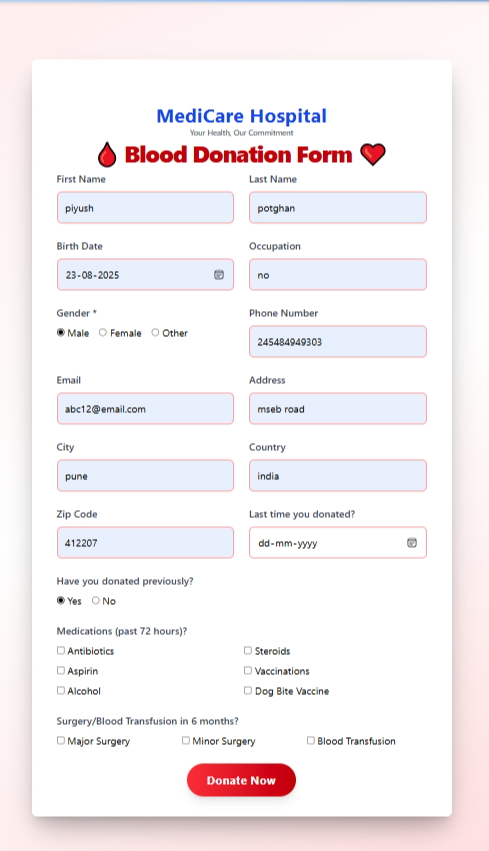 MediCare Hospital
Your Health, Our Commitment
Blood Donation Form
First Name Last Name
piyush potghan
Birth Date Occupation
23-08-2025 no
Gender * Phone Number
Male Female Other 245484949303
Email Address
abc12@email.com mseb road
City Country
pune india
Zip Code Last time you donated?
412207 dd-mm-yyyy
Have you donated previously?
Yes No
Medications (past 72 hours)?
Antibiotics Steroids
Aspirin Vaccinations
Alcohol Dog Bite Vaccine
Surgery/Blood Transfusion in 6 months?
Major Surgery Minor Surgery Blood Transfusion
Donate Now